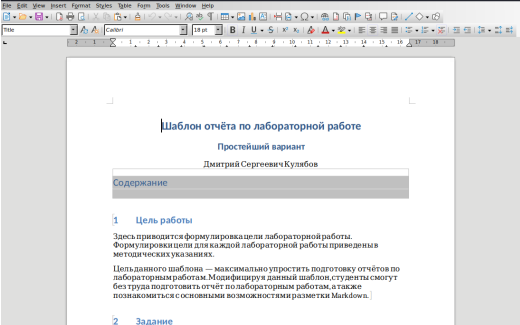 File Edit View Insert Format Styles Table Form Tools Window Help
Title Calibri 18 pt
Шаблон отчёта по лабораторной работе
Простейший вариант
Дмитрий Сергеевич Кулябов
Содержание
1 Цель работы
Здесь приводится формулировка цели лабораторной работы.
Формулировки цели для каждой лабораторной работы приведены в
методических указаниях.
Цель данного шаблона — максимально упростить подготовку отчётов по
лабораторным работам. Модифицируя данный шаблон, студенты смогут
без труда подготовить отчёт по лабораторным работам, а также
познакомиться с основными возможностями разметки Markdown.
2 Задание